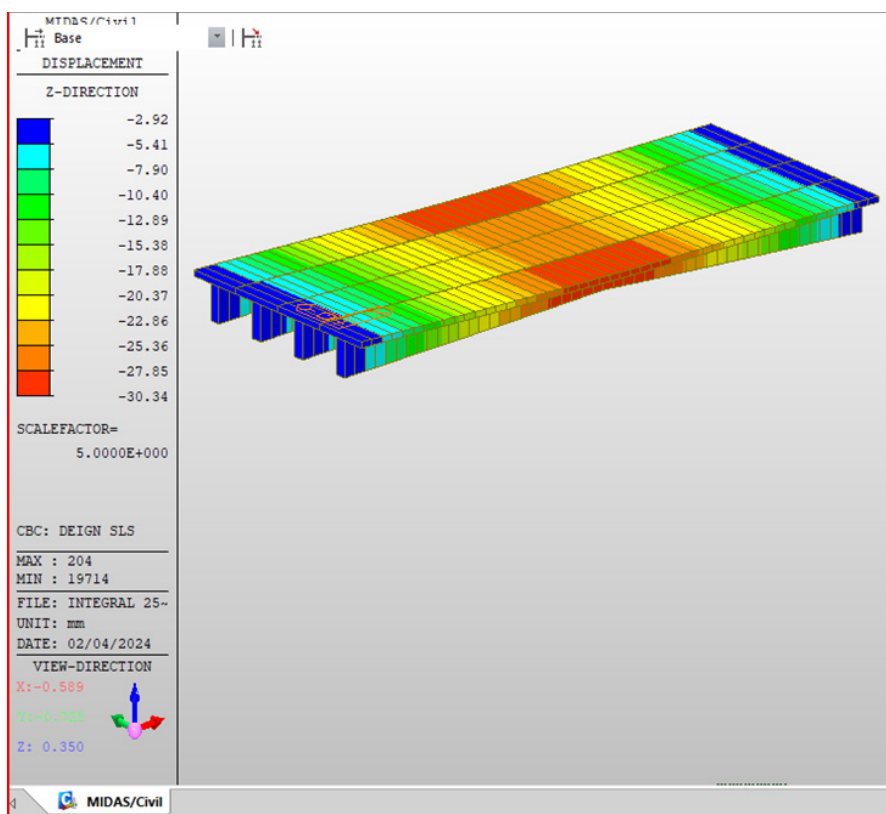 MIDAS/Civil
Base
DISPLACEMENT
Z-DIRECTION
-2.92
-5.41
-7.90
-10.40
-12.89
-15.38
-17.88
-20.37
-22.86
-25.36
-27.85
-30.34
SCALEFACTOR=
5.0000E+000
CBC: DEIGN SLS
MAX : 204
MIN : 19714
FILE: INTEGRAL 25~
UNIT: mm
DATE: 02/04/2024
VIEW-DIRECTION
X:-0.589
Z: 0.350
MIDAS/Civil